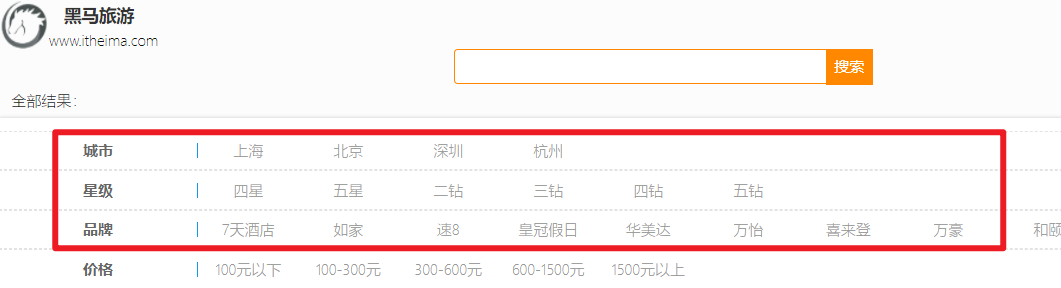 黑马旅游
www.itheima.com
搜索
全部结果：
城市 上海 北京 深圳 杭州
星级 四星 五星 二钻 三钻 四钻 五钻
品牌 7天酒店 如家 速8 皇冠假日 华美达 万怡 喜来登 万豪 和颐
价格 100元以下 100-300元 300-600元 600-1500元 1500元以上